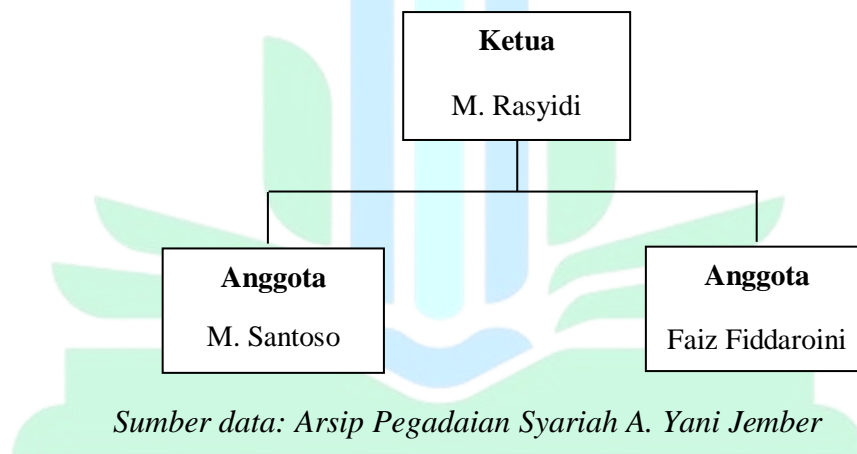 Ketua
M. Rasyidi
Anggota
M. Santoso
Anggota
Faiz Fiddaroini
Sumber data: Arsip Pegadaian Syariah A. Yani Jember